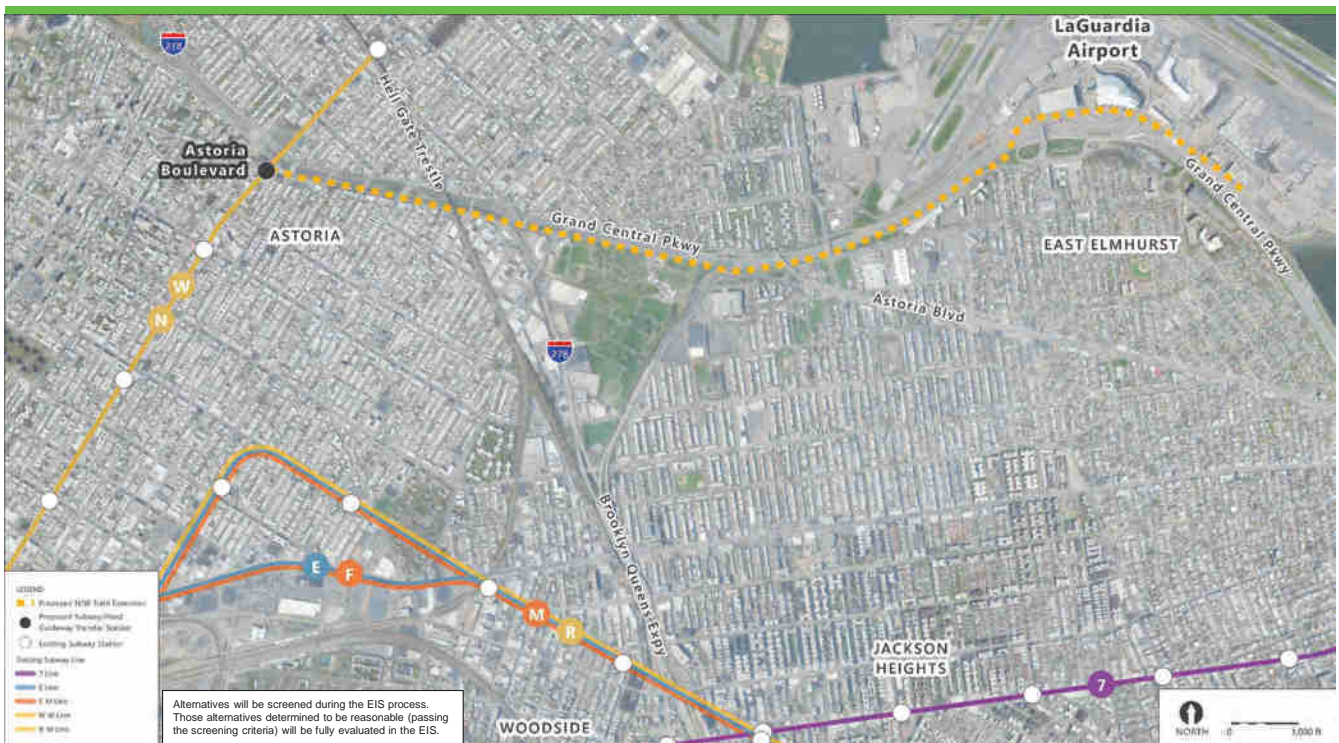 LaGuardia
Airport
278
Hell Gate Trestle
Astoria
Boulevard
Grand Central Pkwy
Grand Central Pkwy
ASTORIA
EAST ELMHURST
W
N
Astoria Blvd
278
Brooklyn Queens Expy
E
F
M
R
JACKSON
HEIGHTS
7
WOODSIDE
LEGEND
Proposed Subway/Fixed
Guideway Transfer Station
Existing Subway Station
Existing Subway Line
7 Line
E Line
Alternatives will be screened during the EIS process.
Those alternatives determined to be reasonable (passing
the screening criteria) will be fully evaluated in the EIS.
NORTH
0
1,000 ft